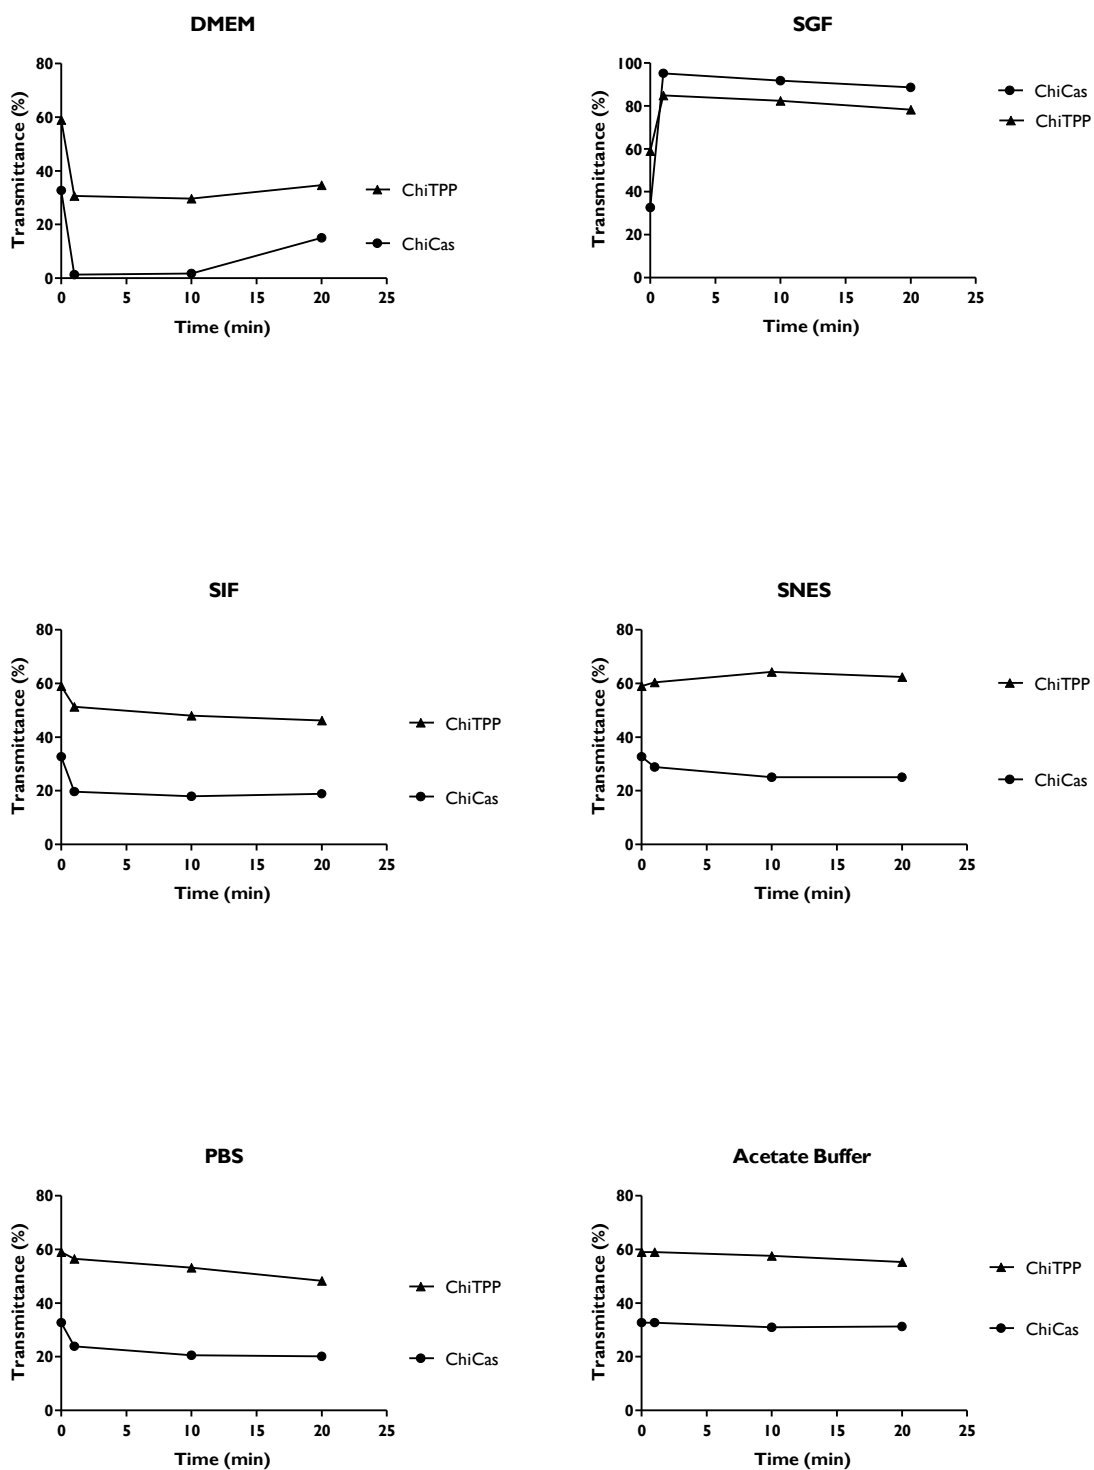 DMEM
80
60
40
20
0
Transmittance (%)
0 5 10 15 20 25
Time (min)
ChiTPP
ChiCas
SGF
100
80
60
40
20
0
Transmittance (%)
0 5 10 15 20 25
Time (min)
ChiCas
ChiTPP
SIF
80
60
40
20
0
Transmittance (%)
0 5 10 15 20 25
Time (min)
ChiTPP
ChiCas
SNES
80
60
40
20
0
Transmittance (%)
0 5 10 15 20 25
Time (min)
ChiTPP
ChiCas
PBS
80
60
40
20
0
Transmittance (%)
0 5 10 15 20 25
Time (min)
ChiTPP
ChiCas
Acetate Buffer
80
60
40
20
0
Transmittance (%)
0 5 10 15 20 25
Time (min)
ChiTPP
ChiCas